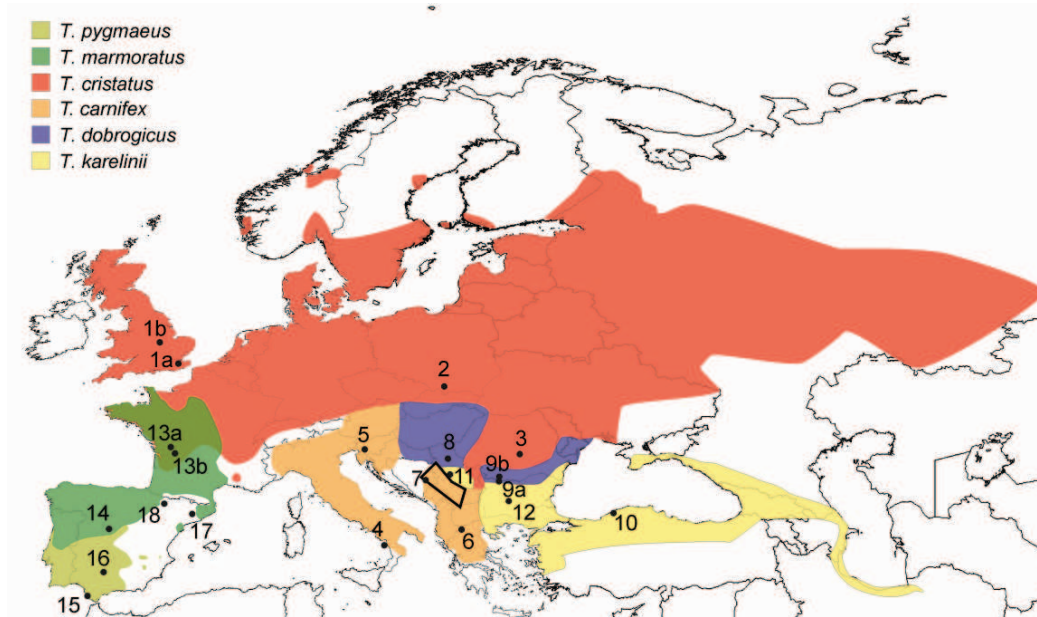 T. pygmaeus
T. marmoratus
T. cristatus
T. carnifex
T. dobrogicus
T. karelinii
1b
1a
2
13a
13b
5
8
3
7
11
9b
9a
12
10
18
17
14
4
6
16
15